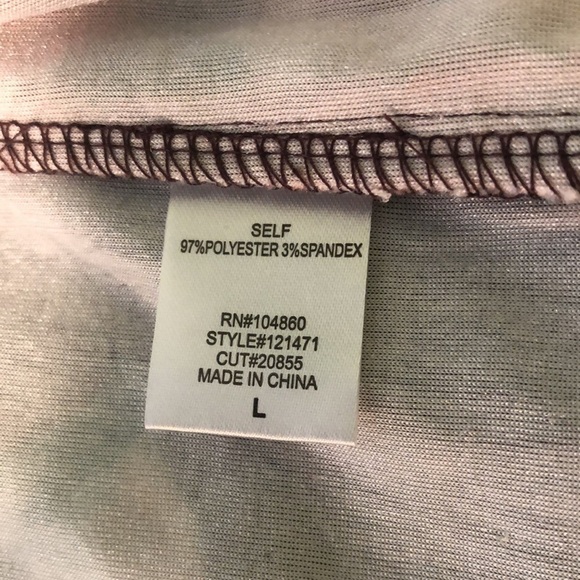 SELF
97%POLYESTER 3%SPANDEX
RN#104860
STYLE#121471
CUT#20855
MADE IN CHINA
L